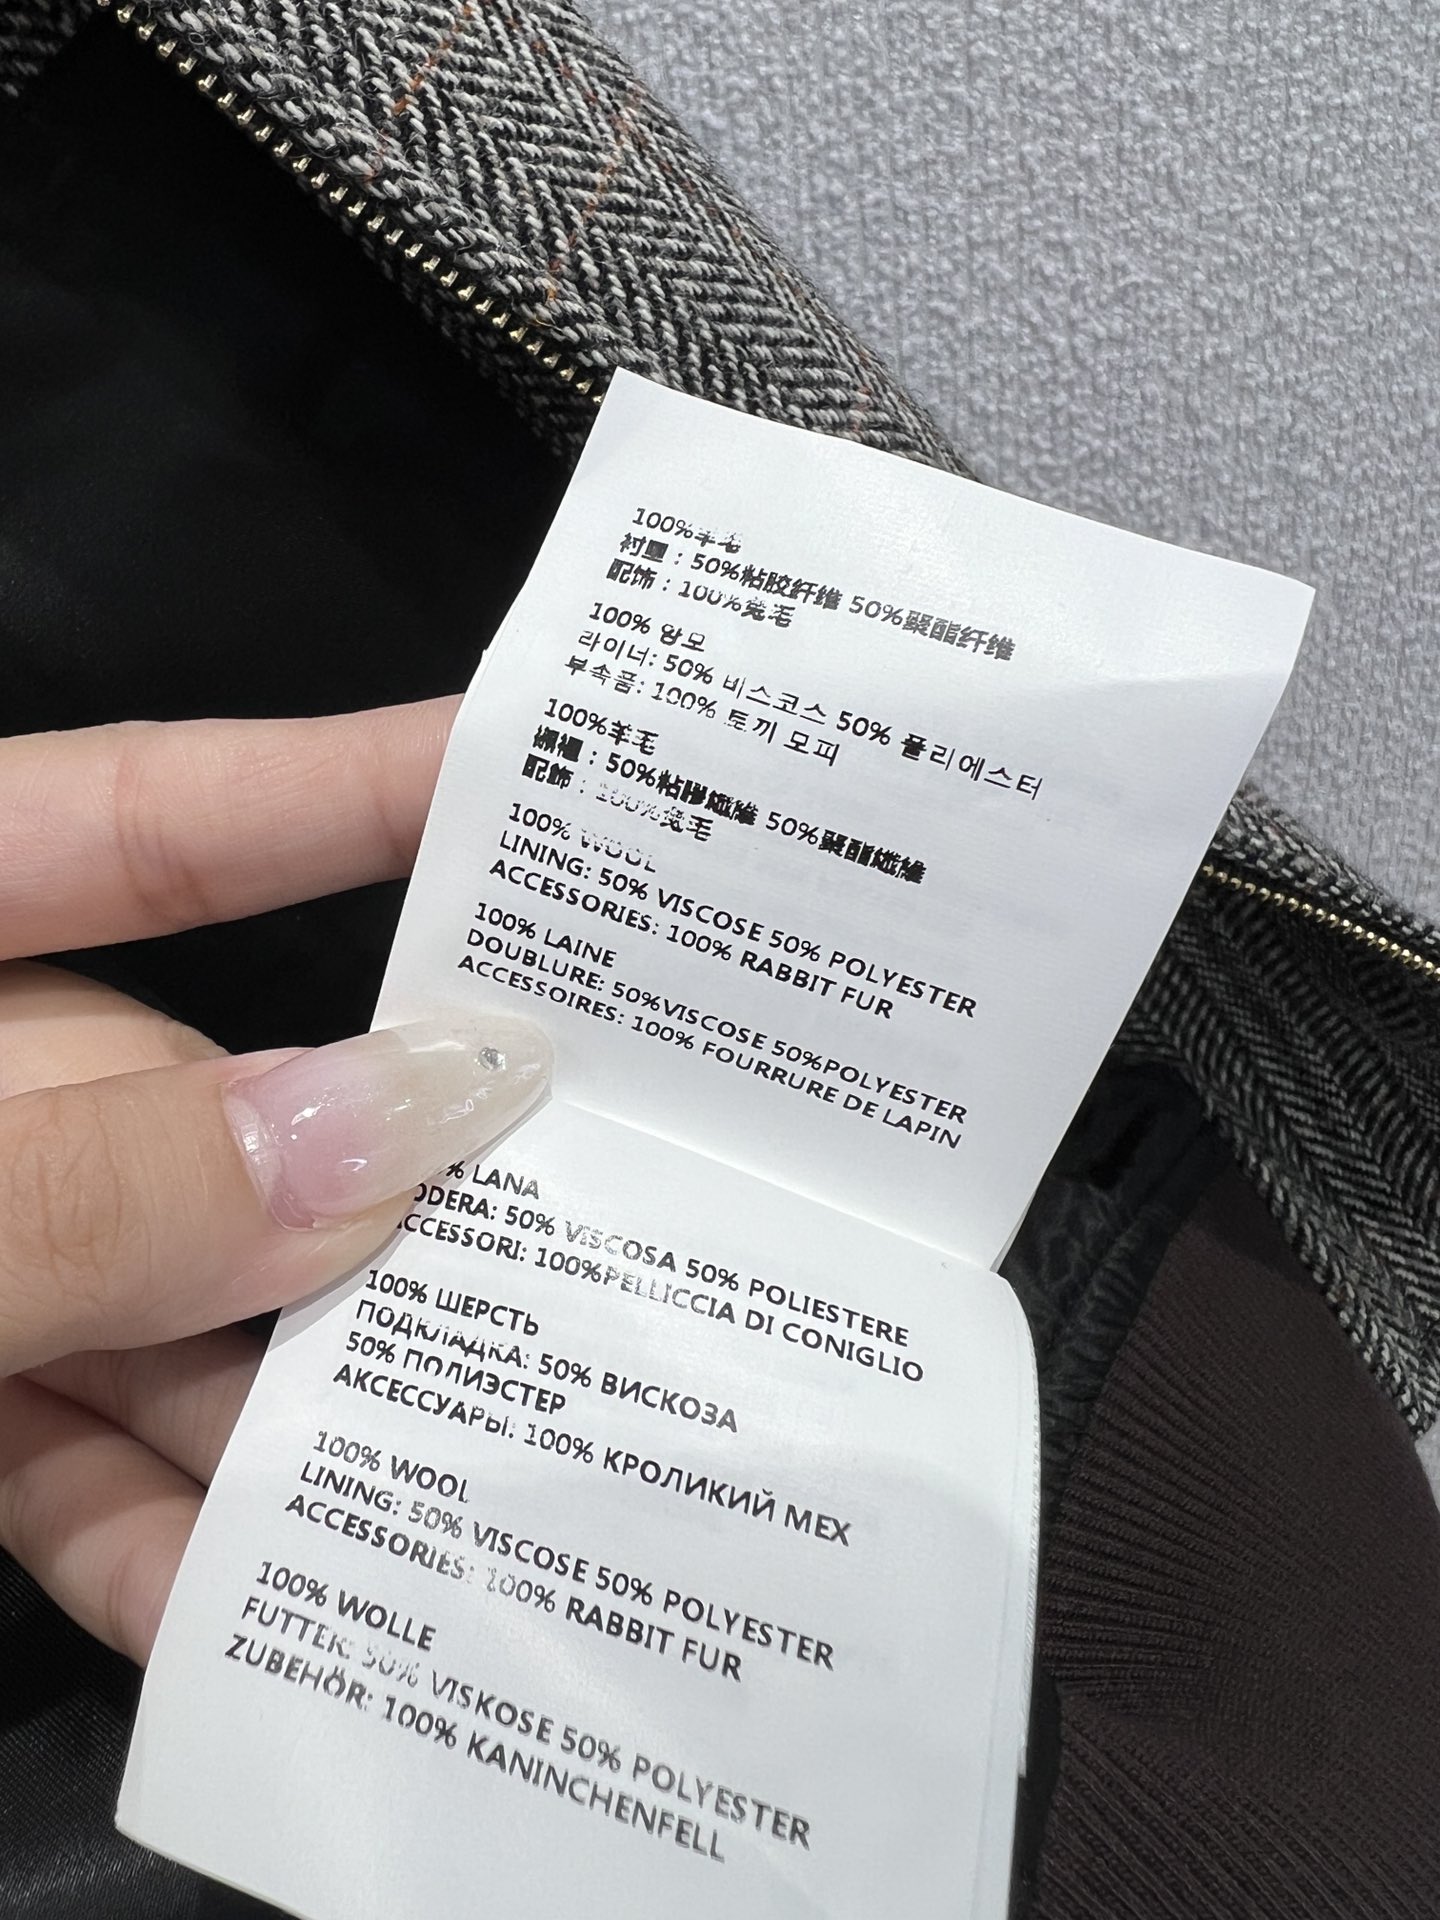 100%羊毛
衬里：50%粘胶纤维 50%聚酯纤维
配饰：100%兔毛
100% 양모
라이너: 50% 비스코스 50% 폴리에스터
부속품: 100% 토끼 모피
100%羊毛
50%粘膠纖維 50%聚酯纖維
配飾：100%兔毛
100% WOOL
LINING: 50% VISCOSE 50% POLYESTER
ACCESSORIES: 100% RABBIT FUR
100% LAINE
DOUBLURE: 50%VISCOSE 50%POLYESTER
ACCESSOIRES: 100% FOURRURE DE LAPIN
% LANA
ODERA: 50% VISCOSA 50% POLIESTERE
ACCESSORI: 100%PELLICCIA DI CONIGLIO
100% ШЕРСТЬ
ПОДКЛАДКА: 50% ВИСКОЗА
50% ПОЛИЭСТЕР
АКСЕССУАРЫ: 100% КРОЛИКИЙ МЕХ
100% WOOL
LINING: 50% VISCOSE 50% POLYESTER
ACCESSORIES: 100% RABBIT FUR
100% WOLLE
FUTTER: 50% VISKOSE 50% POLYESTER
ZUBEHÖR: 100% KANINCHENFELL